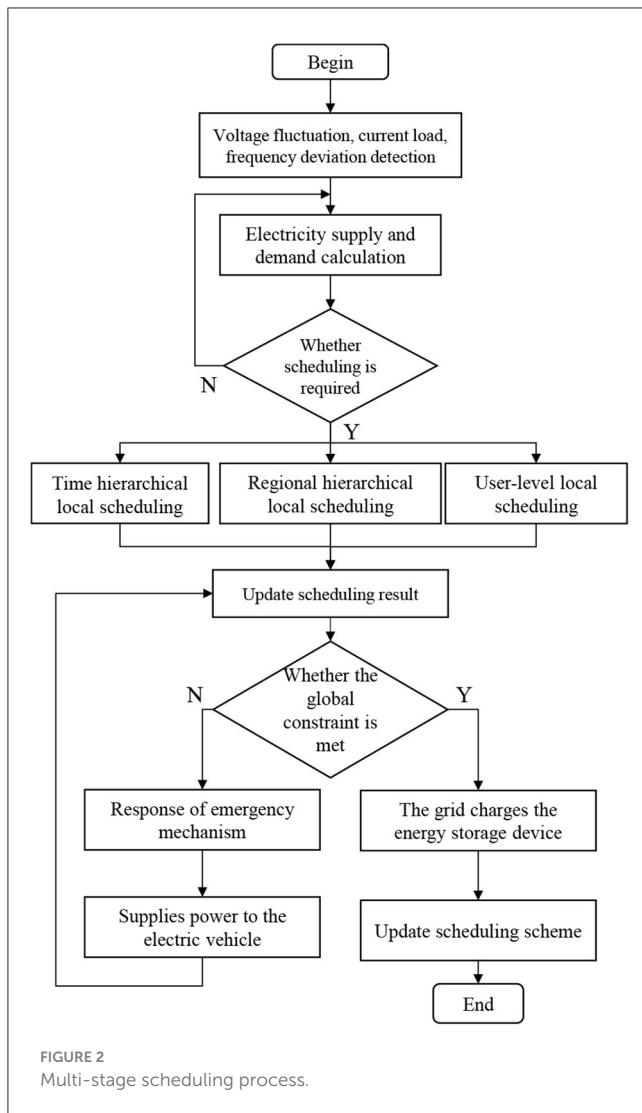 Begin
Voltage fluctuation, current load,
frequency deviation detection
Electricity supply and
demand calculation
Whether
scheduling is
required
N
Y
Time hierarchical
local scheduling
Regional hierarchical
local scheduling
User-level local
scheduling
Update scheduling result
Whether the
global
constraint is
met
N
Y
Response of emergency
mechanism
The grid charges the
energy storage device
Supplies power to the
electric vehicle
Update scheduling scheme
End
FIGURE 2
Multi-stage scheduling process.